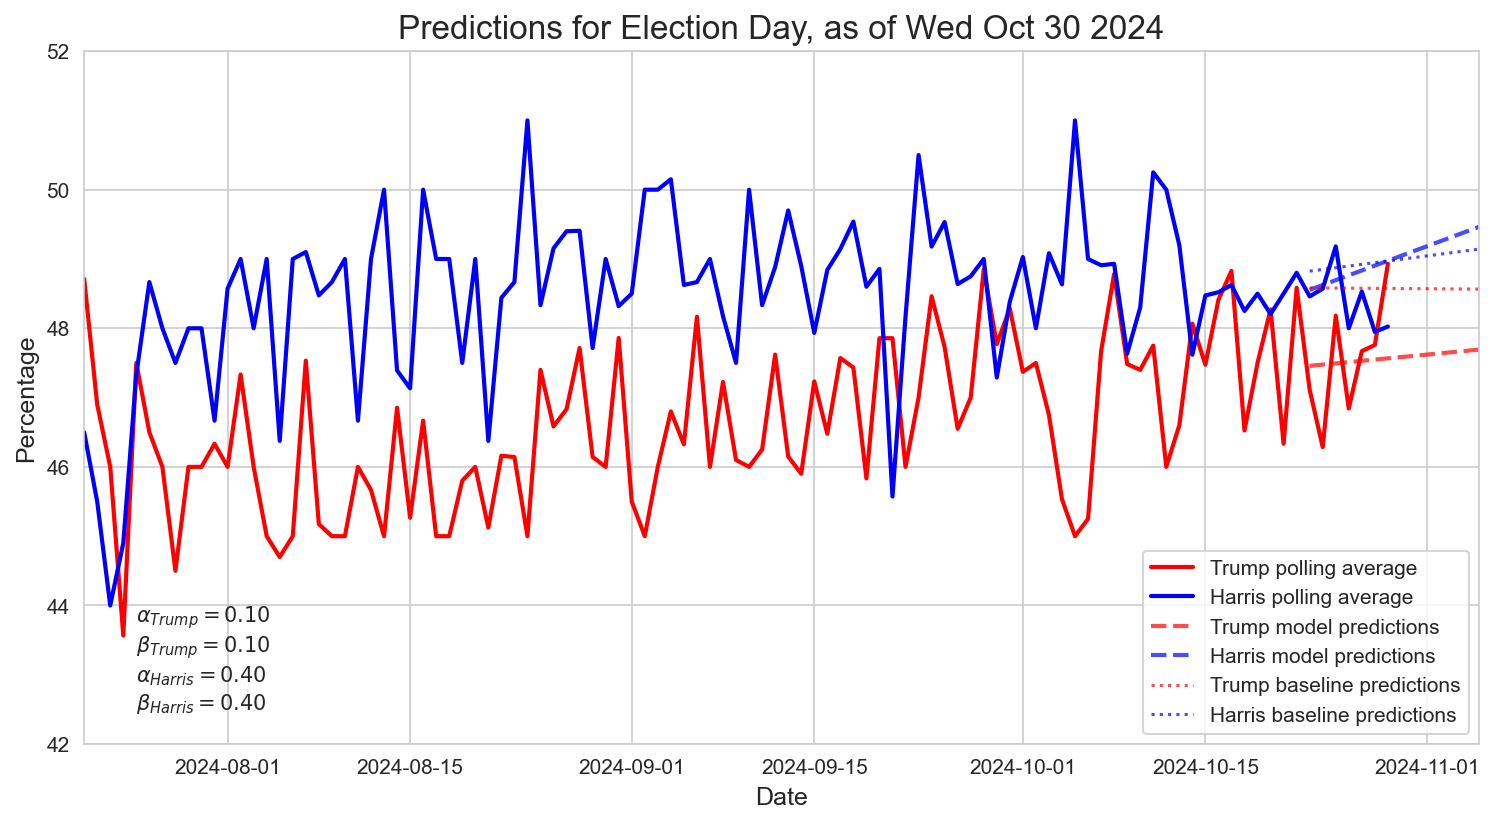 Predictions for Election Day, as of Wed Oct 30 2024
Percentage
52
50
48
46
44
42
α_Trump = 0.10
β_Trump = 0.10
α_Harris = 0.40
β_Harris = 0.40
Trump polling average
Harris polling average
Trump model predictions
Harris model predictions
Trump baseline predictions
Harris baseline predictions
2024-08-01 2024-08-15 2024-09-01 2024-09-15 2024-10-01 2024-10-15 2024-11-01
Date